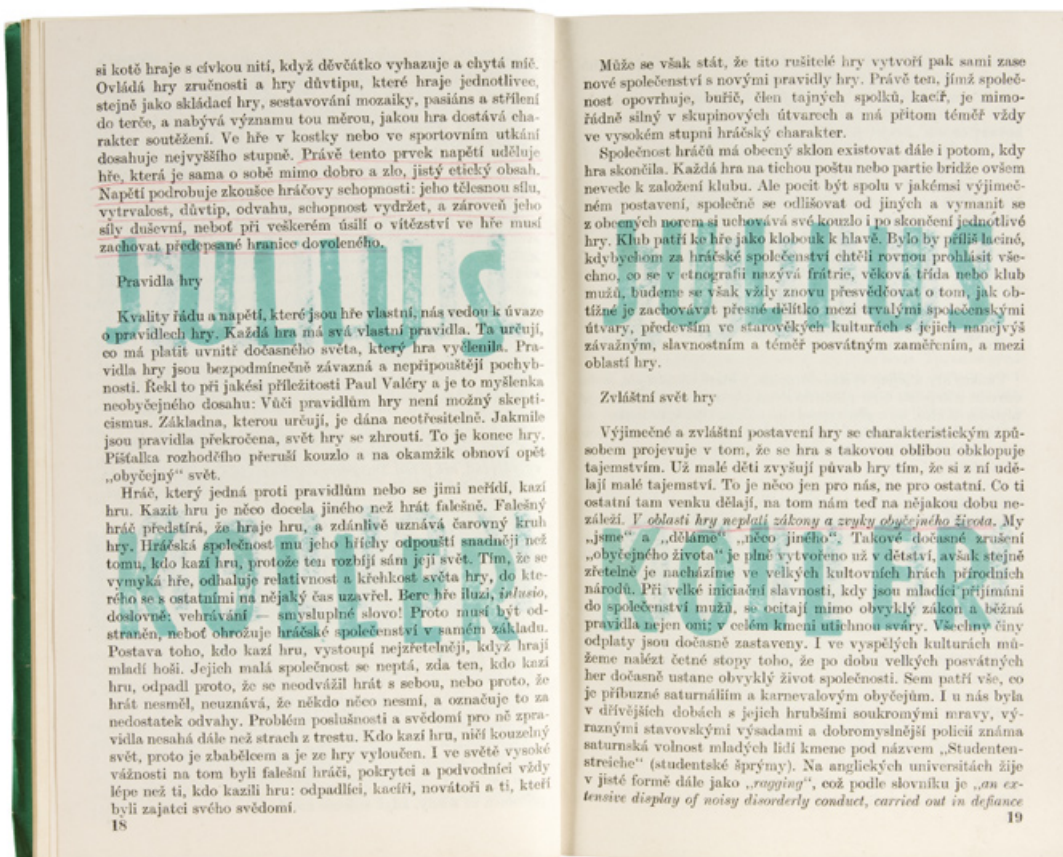 si kotě hraje s cívkou nití, když děvčátko vyhazuje a chytá míč.
Ovládá hry zručnosti a hry důvtipu, které hraje jednotlivec,
stejně jako skládací hry, sestavování mozaiky, pasiáns a střílení
do terče, a nabývá významu tou měrou, jakou hra dostává cha-
rakter soutěžení. Ve hře v kostky nebo ve sportovním utkání
dosahuje nejvyššího stupně. Právě tento prvek napětí uděluje
hře, která je sama o sobě mimo dobro a zlo, jistý etický obsah.
Napětí podrobuje zkoušce hráčovy schopnosti: jeho tělesnou sílu,
vytrvalost, důvtip, odvahu, schopnost vydržet, a zároveň jeho
síly duševní, neboť při veškerém úsilí o vítězství ve hře musí
zachovat předepsané hranice dovoleného.
JULIUS
Pravidla hry
Kvality řádu a napětí, které jsou hře vlastní, nás vedou k úvaze
o pravidlech hry. Každá hra má svá vlastní pravidla. Ta určují,
co má platit uvnitř dočasného světa, který hra vyčlenila. Pra-
vidla hry jsou bezpodmínečně závazná a nepřipouštějí pochyb-
nosti. Řekl to při jakési příležitosti Paul Valéry a je to myšlenka
neobyčejného dosahu: Vůči pravidlům hry není možný skepti-
cismus. Základna, kterou určují, je dána neotřesitelně. Jakmile
jsou pravidla překročena, svět hry se zhroutí. To je konec hry.
Píšťalka rozhodčího přeruší kouzlo a na okamžik obnoví opět
„obyčejný“ svět.
Hráč, který jedná proti pravidlům nebo se jimi neřídí, kazí
hru. Kazit hru je něco docela jiného než hrát falešně. Falešný
hráč předstírá, že hraje hru, a zdánlivě uznává čarovný kruh
hry. Hráčská společnost mu jeho hříchy odpouští snadněji než
tomu, kdo kazí hru, protože ten rozbíjí sám její svět. Tím, že se
vymyká hře, odhaluje relativnost a křehkost světa hry, do kte-
rého se s ostatními na nějaký čas uzavřel. Bere hře iluzi, inlusio,
doslovně: vehrávání – smysluplné slovo! Proto musí být od-
straněn, neboť ohrožuje hráčské společenství v samém základu.
KOTLER
Postava toho, kdo kazí hru, vystoupí nejzřetelněji, když hrají
mladí hoši. Jejich malá společnost se neptá, zda ten, kdo kazí
hru, odpadl proto, že se neodvážil hrát s sebou, nebo proto, že
hrát nesměl, neuznává, že někdo něco nesmí, a označuje to za
nedostatek odvahy. Problém poslušnosti a svědomí pro ně zpra-
vidla nesahá dále než strach z trestu. Kdo kazí hru, ničí kouzelný
svět, proto je zbabělcem a je ze hry vyloučen. I ve světě vysoké
vážnosti na tom byli falešní hráči, pokrytci a podvodníci vždy
lépe než ti, kdo kazili hru: odpadlíci, kacíři, novátoři a ti, kteří
byli zajatci svého svědomí.
18
Může se však stát, že tito rušitelé hry vytvoří pak sami zase
nové společenství s novými pravidly hry. Právě ten, jímž společ-
nost opovrhuje, buřič, člen tajných spolků, kacíř, je mimo-
řádně silný v skupinových útvarech a má přitom téměř vždy
ve vysokém stupni hráčský charakter.
Společnost hráčů má obecný sklon existovat dále i potom, kdy
hra skončila. Každá hra na tichou poštu nebo partie bridže ovšem
nevede k založení klubu. Ale pocit být spolu v jakémsi výjimeč-
ném postavení, společně se odlišovat od jiných a vymanit se
z obecných norem si uchovává své kouzlo i po skončení jednotlivé
hry. Klub patří ke hře jako klobouk k hlavě. Bylo by příliš laciné,
kdybychom za hráčské společenství chtěli rovnou prohlásit vše-
chno, co se v etnografii nazývá frátrie, věková třída nebo klub
mužů, budeme se však vždy znovu přesvědčovat o tom, jak ob-
tížné je zachovávat přesné dělítko mezi trvalými společenskými
útvary, především ve starověkých kulturách s jejich nanejvýš
závažným, slavnostním a téměř posvátným zaměřením, a mezi
oblastí hry.
JULIUS
Zvláštní svět hry
Výjimečné a zvláštní postavení hry se charakteristickým způ-
sobem projevuje v tom, že se hra s takovou oblibou obklopuje
tajemstvím. Už malé děti zvyšují půvab hry tím, že si z ní udě-
lají malé tajemství. To je něco jen pro nás, ne pro ostatní. Co ti
ostatní tam venku dělají, na tom nám teď na nějakou dobu ne-
záleží. V oblasti hry neplatí zákony a zvyky obyčejného života. My
„jsme“ a „děláme“ „něco jiného“. Takové dočasné zrušení
„obyčejného života“ je plně vytvořeno už v dětství, avšak stejně
zřetelně je nacházíme ve velkých kultovních hrách přírodních
národů. Při velké iniciační slavnosti, kdy jsou mladíci přijímáni
do společenství mužů, se ocitají mimo obvyklý zákon a běžná
pravidla nejen oni; v celém kmeni utichnou sváry. Všechny činy
odplaty jsou dočasně zastaveny. I ve vyspělých kulturách mů-
žeme nalézt četné stopy toho, že po dobu velkých posvátných
her dočasně ustane obvyklý život společnosti. Sem patří vše, co
je příbuzné saturnáliím a karnevalovým obyčejům. I u nás byla
v dřívějších dobách s jejich hrubšími soukromými mravy, vý-
raznými stavovskými výsadami a dobromyslnější policií známa
saturnská volnost mladých lidí kmene pod názvem „Studenten-
streiche“ (studentské šprýmy). Na anglických universitách žije
v jisté formě dále jako „ragging“, což podle slovníku je „an ex-
tensive display of noisy disorderly conduct, carried out in defiance
19